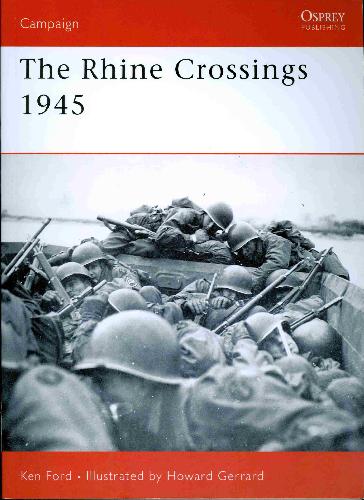 Campaign
OSPREY
PUBLISHING
The Rhine Crossings
1945
Ken Ford · Illustrated by Howard Gerrard